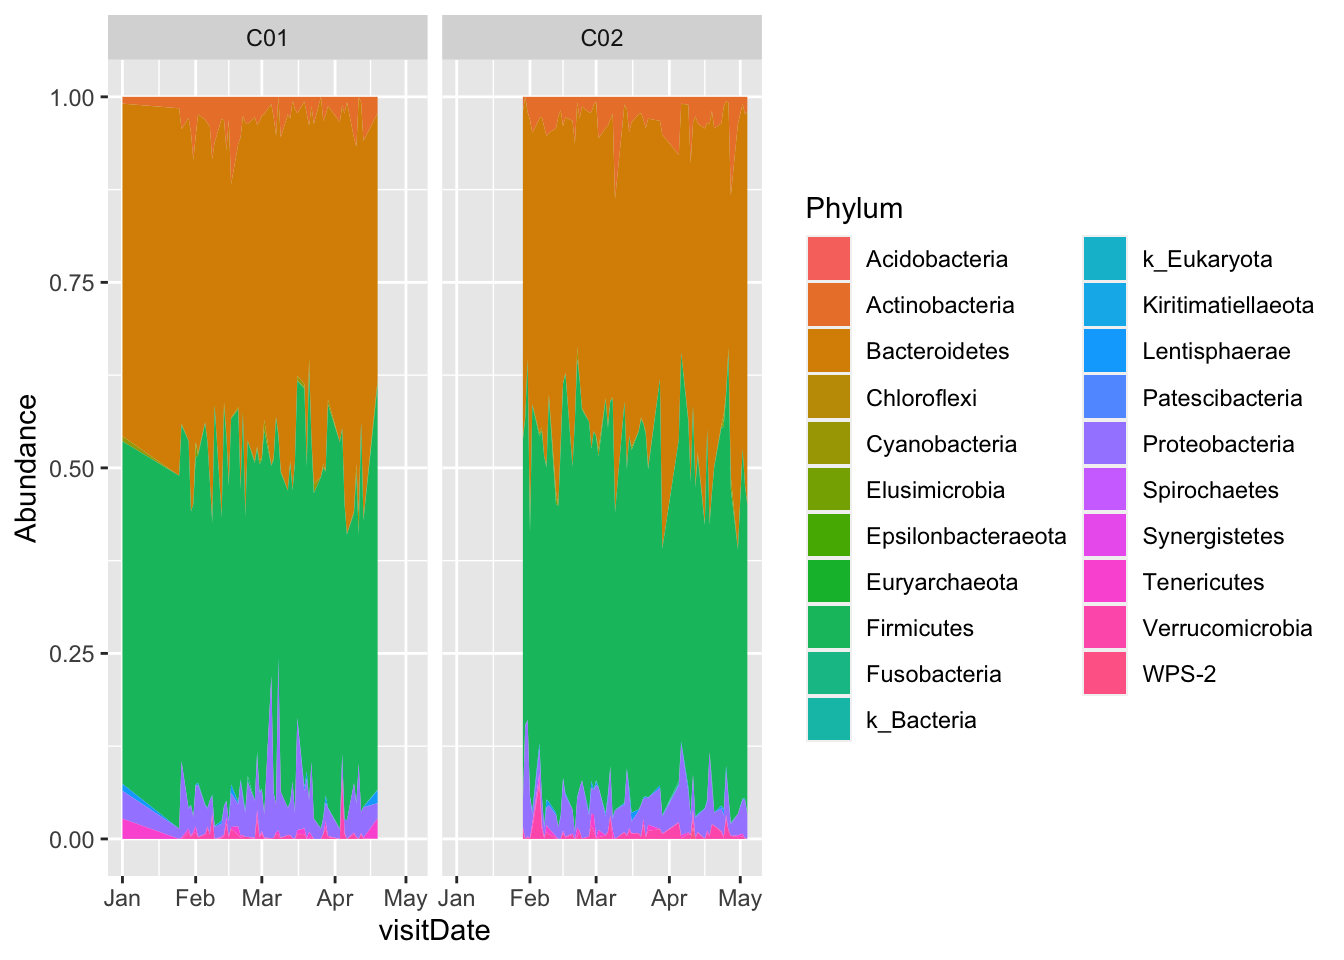 C01
C02
1.00
0.75
0.50
0.25
0.00
Abundance
Jan
Feb
Mar
Apr
May
Jan
Feb
Mar
Apr
May
visitDate
Phylum
Acidobacteria
Actinobacteria
Bacteroidetes
Chloroflexi
Cyanobacteria
Elusimicrobia
Epsilonbacteraeota
Euryarchaeota
Firmicutes
Fusobacteria
k_Bacteria
k_Eukaryota
Kiritimatiellaeota
Lentisphaerae
Patescibacteria
Proteobacteria
Spirochaetes
Synergistetes
Tenericutes
Verrucomicrobia
WPS-2